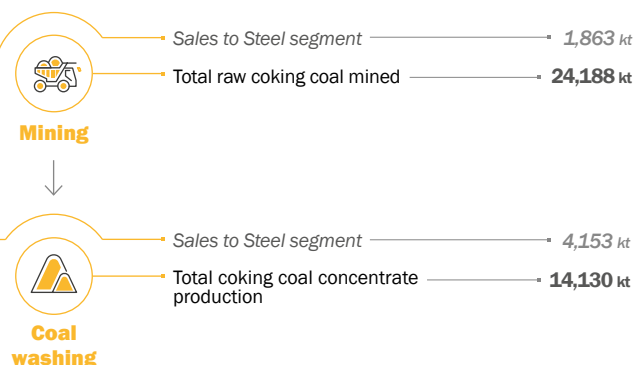 Sales to Steel segment 1,863 kt
Total raw coking coal mined 24,188 kt
Mining
Sales to Steel segment 4,153 kt
Total coking coal concentrate 14,130 kt
production
Coal
washing